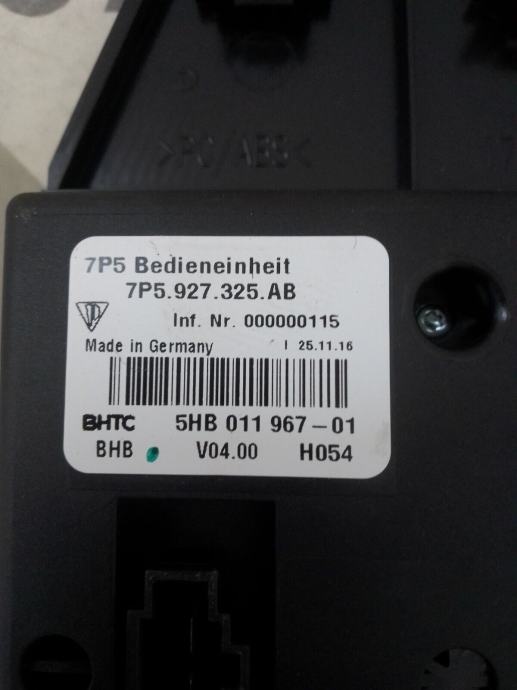 >PC/ABS<
7P5 Bedieneinheit
7P5.927.325.AB
Inf. Nr. 000000115
Made in Germany I 25.11.16
BHTC 5HB 011 967-01
BHB V04.00 H054